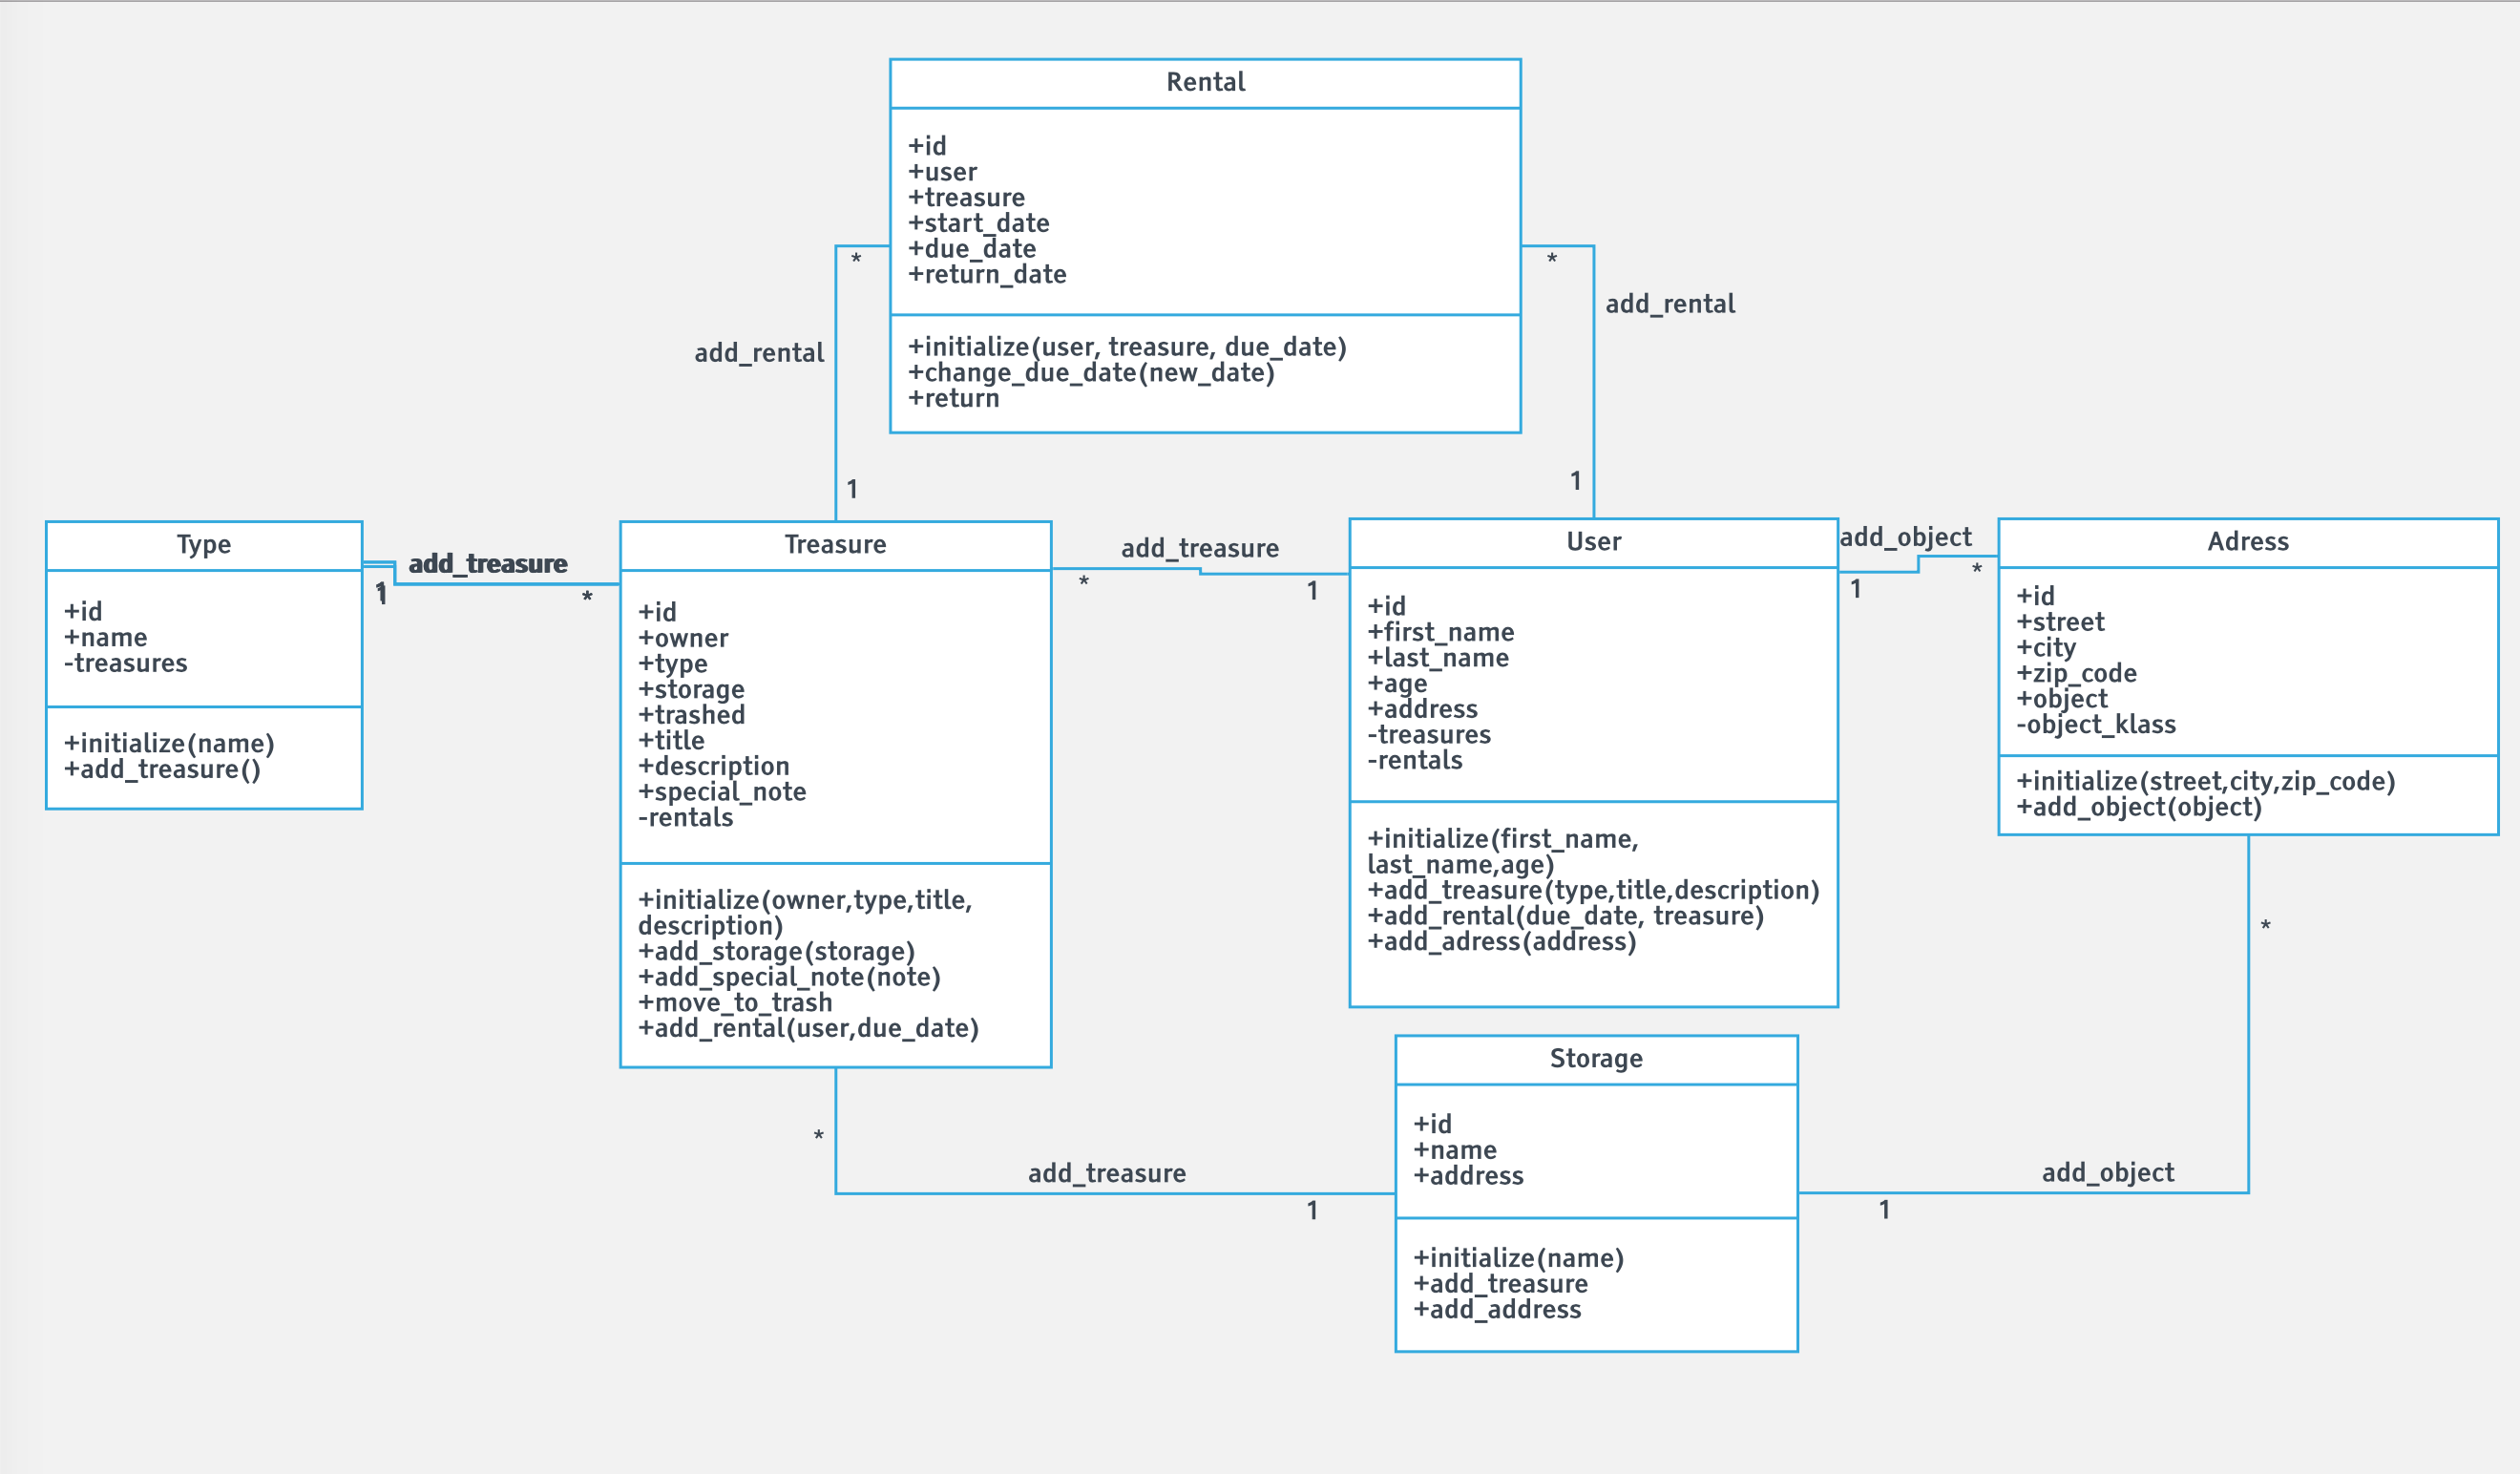 Rental
+id
+user
+treasure
+start_date
+due_date
+return_date
+initialize(user, treasure, due_date)
+change_due_date(new_date)
+return
*
*
add_rental
add_rental
1
1
Type
+id
+name
-treasures
+initialize(name)
+add_treasure()
add_treasure
1
*
Treasure
+id
+owner
+type
+storage
+trashed
+title
+description
+special_note
-rentals
+initialize(owner,type,title,
description)
+add_storage(storage)
+add_special_note(note)
+move_to_trash
+add_rental(user,due_date)
add_treasure
*
1
User
+id
+first_name
+last_name
+age
+address
-treasures
-rentals
+initialize(first_name,
last_name,age)
+add_treasure(type,title,description)
+add_rental(due_date, treasure)
+add_adress(address)
add_object
1
*
Adress
+id
+street
+city
+zip_code
+object
-object_klass
+initialize(street,city,zip_code)
+add_object(object)
*
Storage
+id
+name
+address
+initialize(name)
+add_treasure
+add_address
*
add_treasure
1
add_object
1